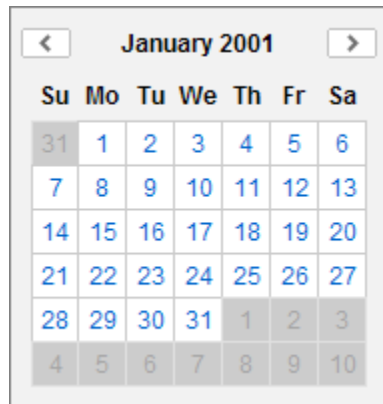 January 2001
Su Mo Tu We Th Fr Sa
31 1 2 3 4 5 6
7 8 9 10 11 12 13
14 15 16 17 18 19 20
21 22 23 24 25 26 27
28 29 30 31 1 2 3
4 5 6 7 8 9 10